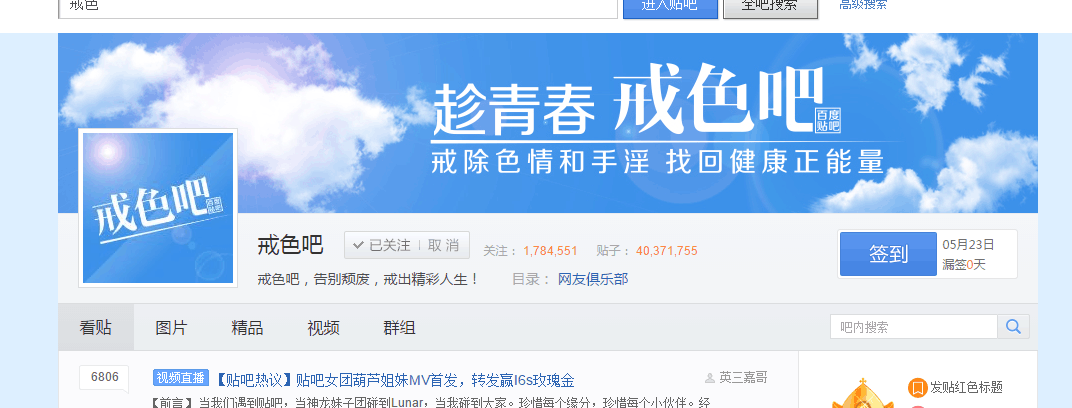 戒色
进入贴吧
全吧搜索
高级搜索
趁青春 戒色吧
百度
贴吧
戒除色情和手淫 找回健康正能量
戒色吧
百度
贴吧
戒色吧
已关注 | 取 消
关注： 1,784,551
贴子： 40,371,755
戒色吧，告别颓废，戒出精彩人生！
目录： 网友俱乐部
签到
05月23日
漏签0天
看贴
图片
精品
视频
群组
吧内搜索
6806
视频直播
【贴吧热议】贴吧女团葫芦姐妹MV首发，转发赢I6s玫瑰金
英三嘉哥
【前言】当我们遇到贴吧，当神龙妹子团碰到Lunar，当我碰到大家。珍惜每个缘分，珍惜每个小伙伴。经
发贴红色标题